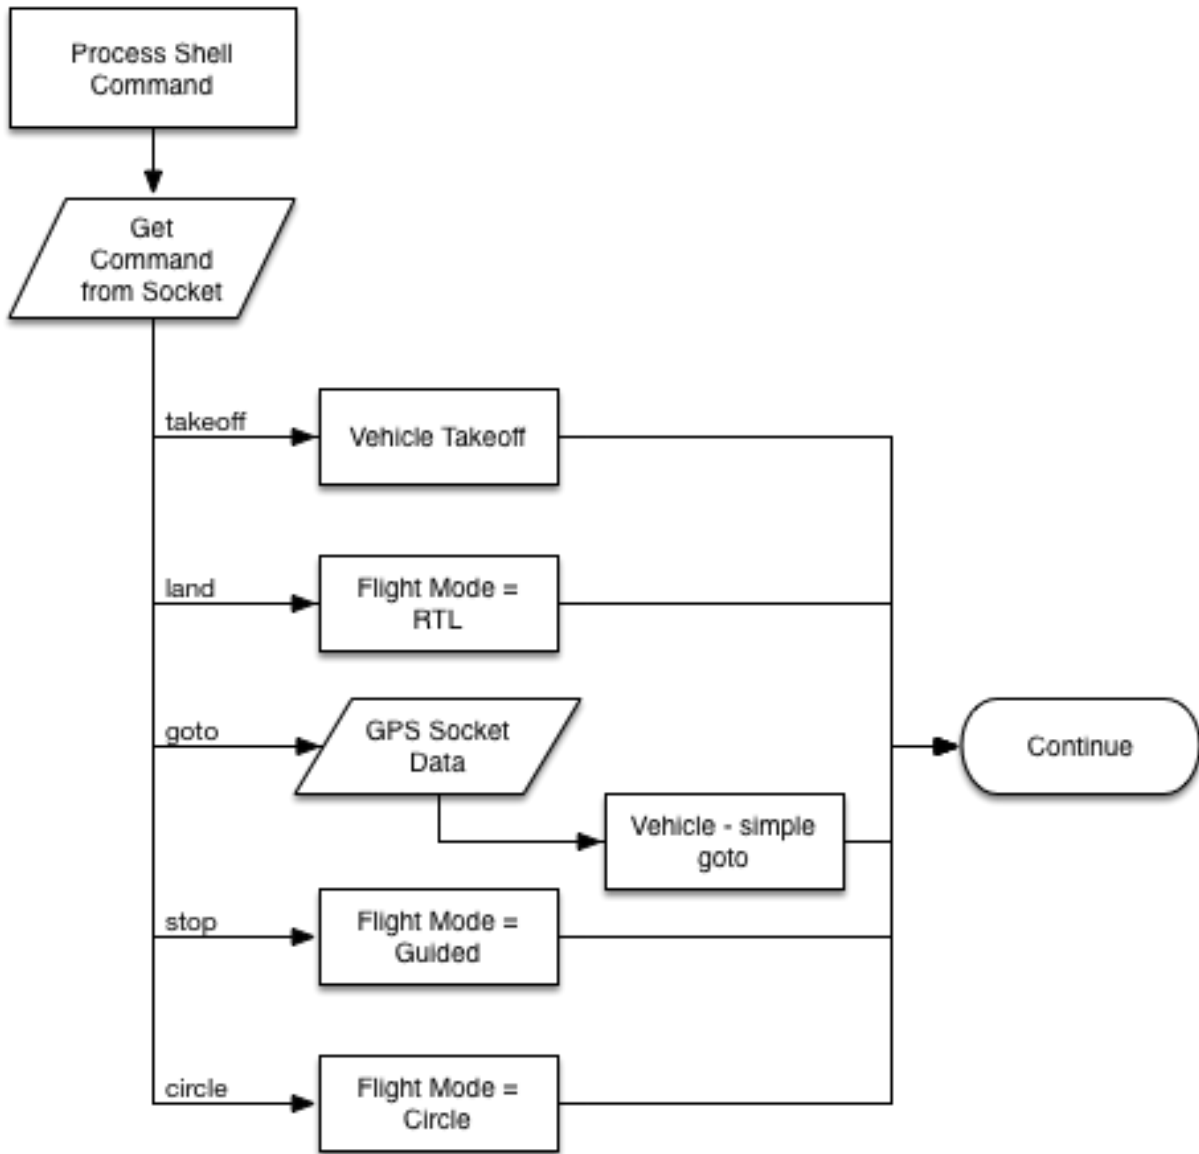 Process Shell
Command
Get
Command
from Socket
takeoff
Vehicle Takeoff
land
Flight Mode =
RTL
goto
GPS Socket
Data
Continue
Vehicle - simple
goto
stop
Flight Mode =
Guided
circle
Flight Mode =
Circle